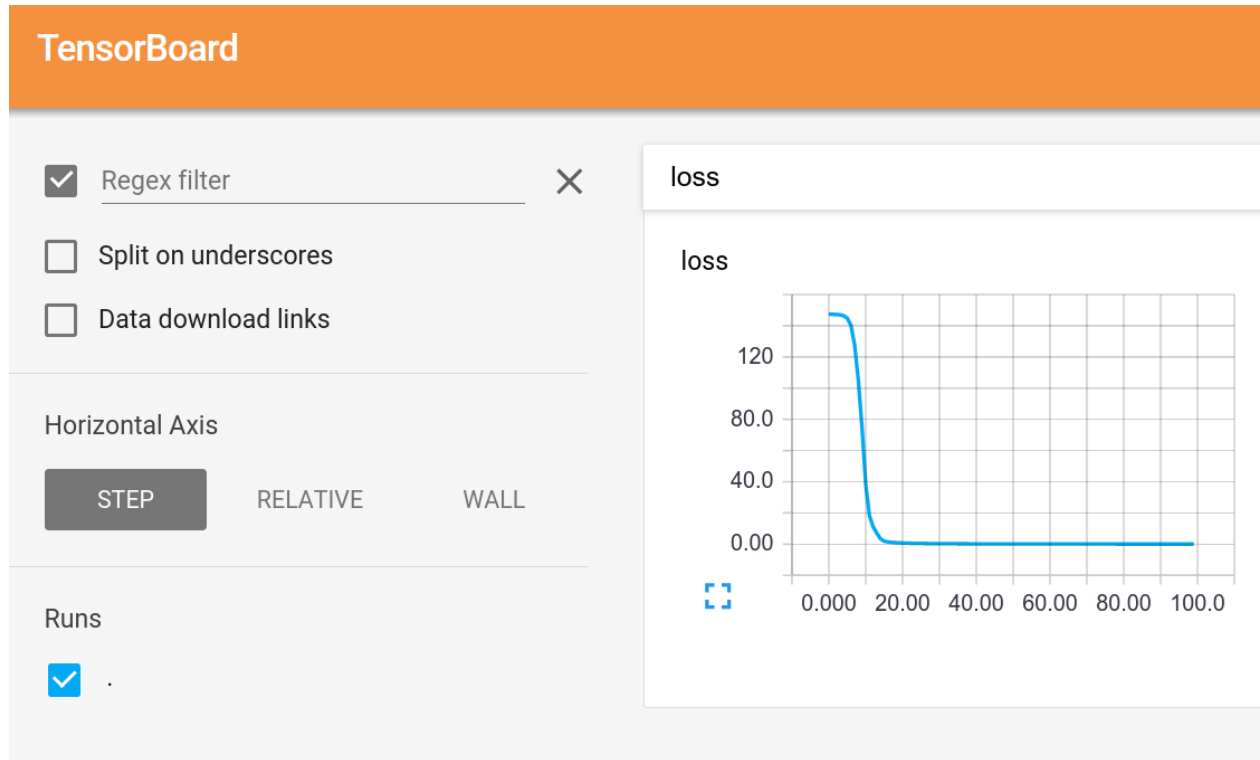 TensorBoard
Regex filter
Split on underscores
Data download links
Horizontal Axis
STEP RELATIVE WALL
Runs
.
loss
loss
120
80.0
40.0
0.00
0.000 20.00 40.00 60.00 80.00 100.0